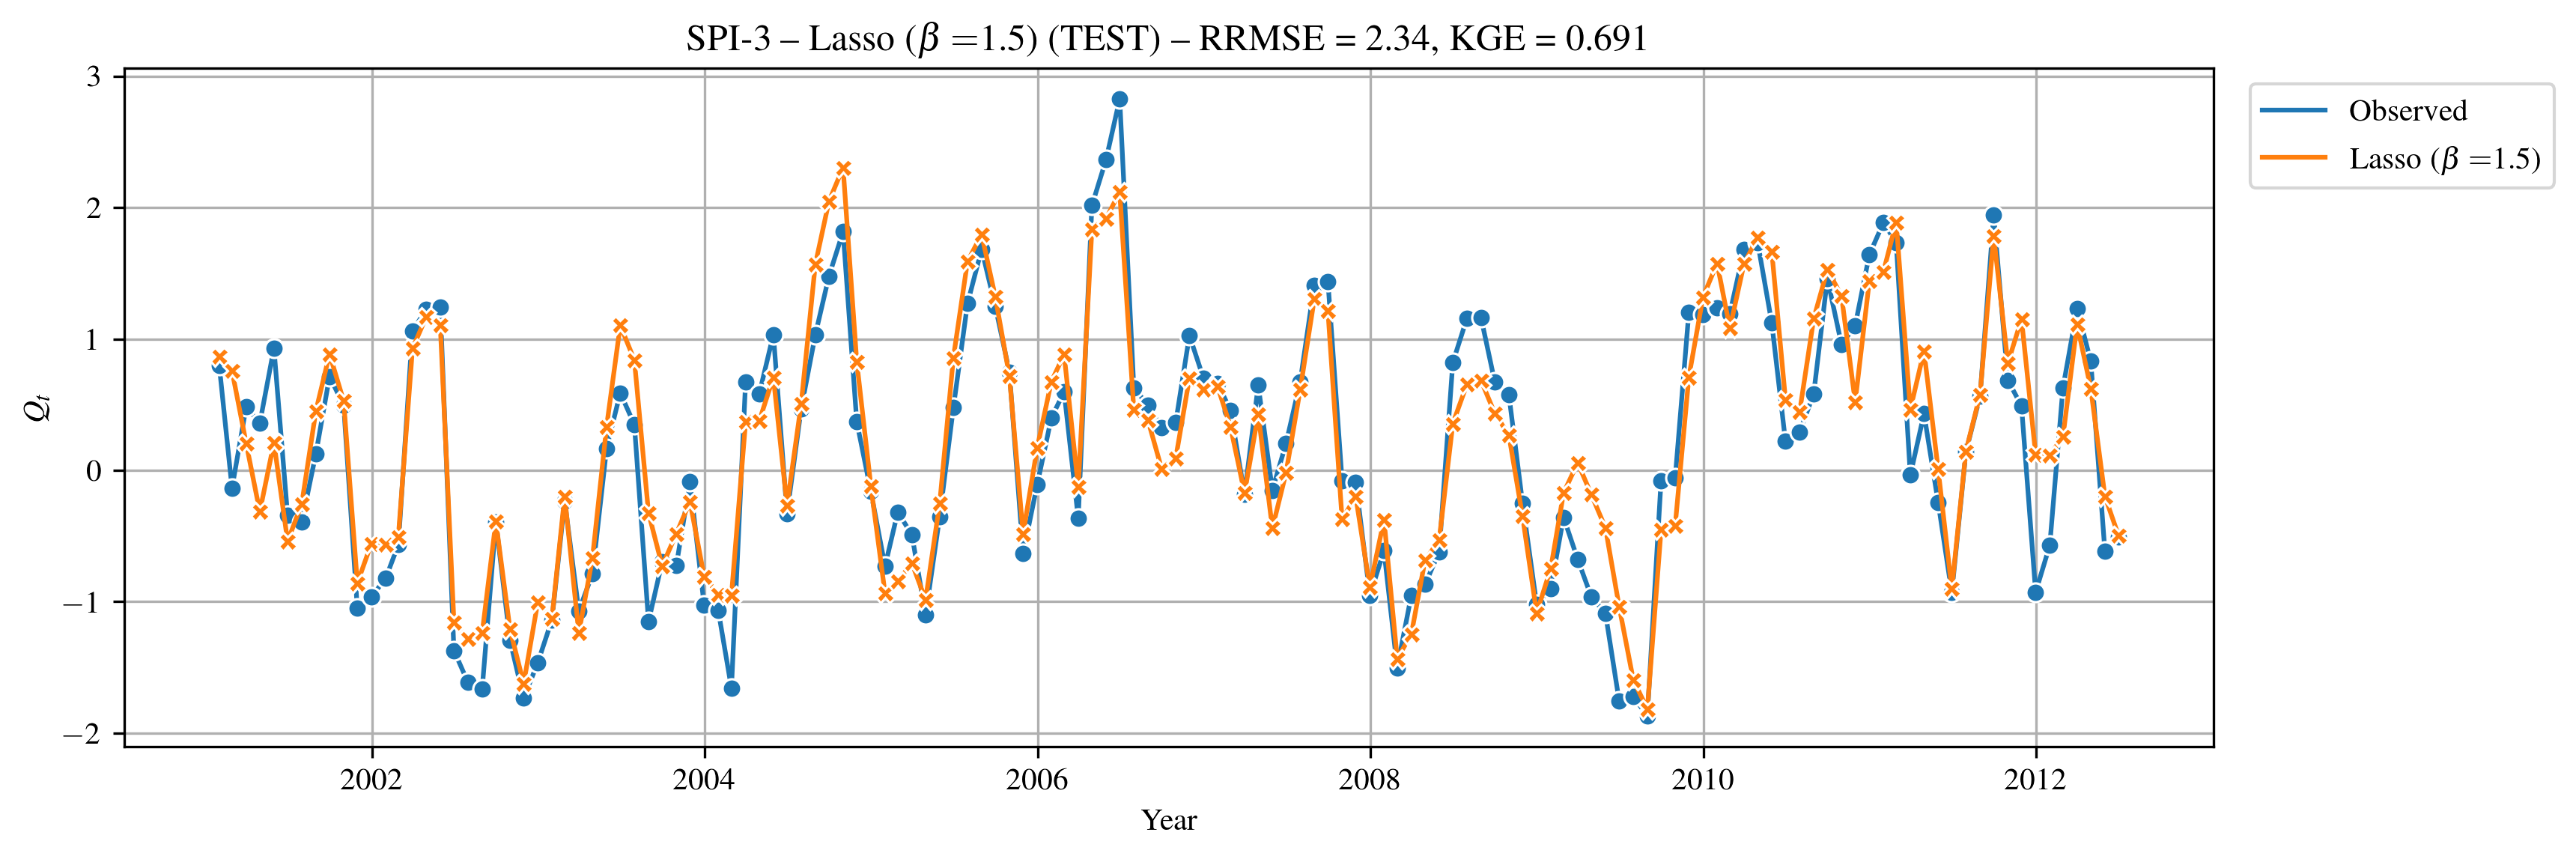 SPI-3 – Lasso (β =1.5) (TEST) – RRMSE = 2.34, KGE = 0.691
3
2
1
0
−1
−2
Q_t
2002
2004
2006
2008
2010
2012
Year
Observed
Lasso (β =1.5)